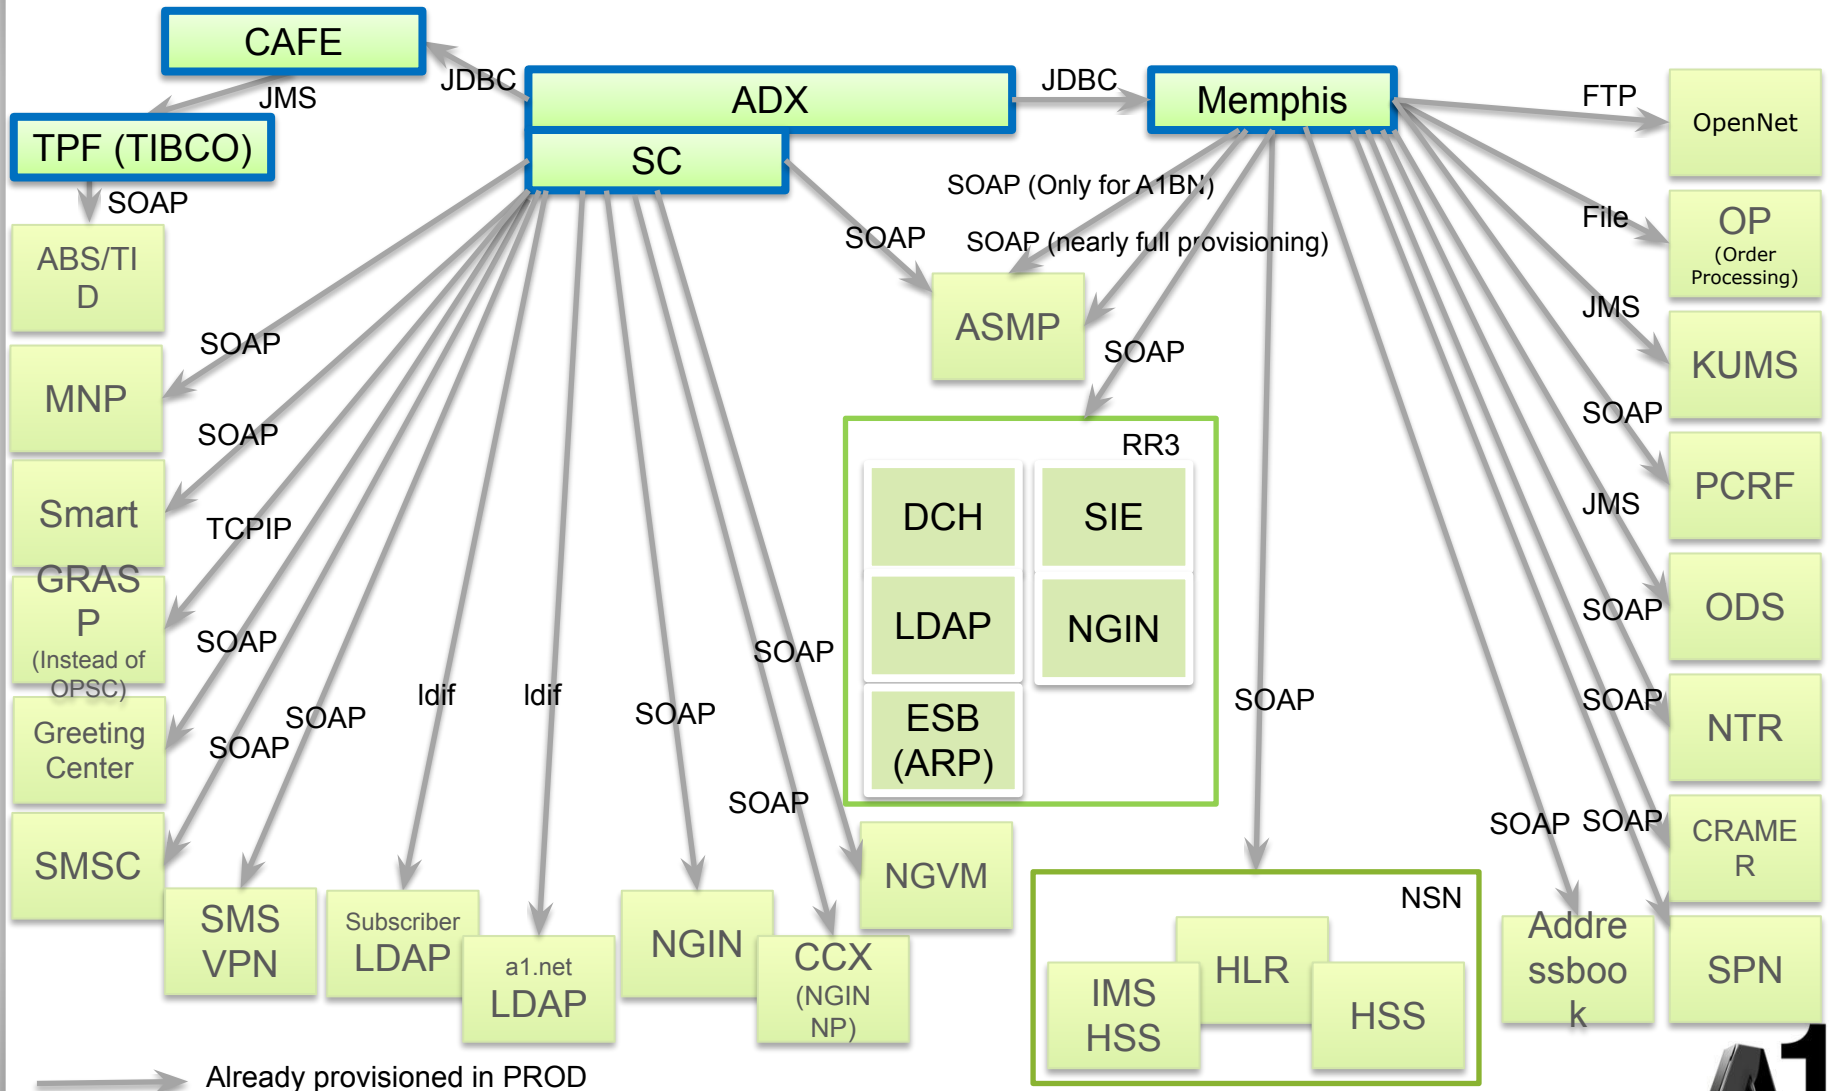 CAFE
JDBC
JMS
ADX
JDBC
Memphis
FTP
OpenNet
TPF (TIBCO)
SC
SOAP
SOAP (Only for A1BN)
File
OP
(Order
Processing)
SOAP
SOAP (nearly full provisioning)
ABS/TI
D
ASMP
JMS
KUMS
SOAP
SOAP
MNP
SOAP
SOAP
PCRF
RR3
DCH
SIE
Smart
TCPIP
JMS
ODS
GRAS
P
(Instead of
OPSC)
SOAP
SOAP
LDAP
NGIN
SOAP
ldif
ldif
SOAP
SOAP
SOAP
ESB
(ARP)
SOAP
SOAP
NTR
Greeting
Center
SOAP
SOAP
SOAP
CRAME
R
SMSC
NGVM
NSN
SMS
VPN
Subscriber
LDAP
a1.net
LDAP
NGIN
CCX
(NGIN
NP)
HLR
IMS
HSS
HSS
Addre
ssboo
k
SPN
Already provisioned in PROD
A1